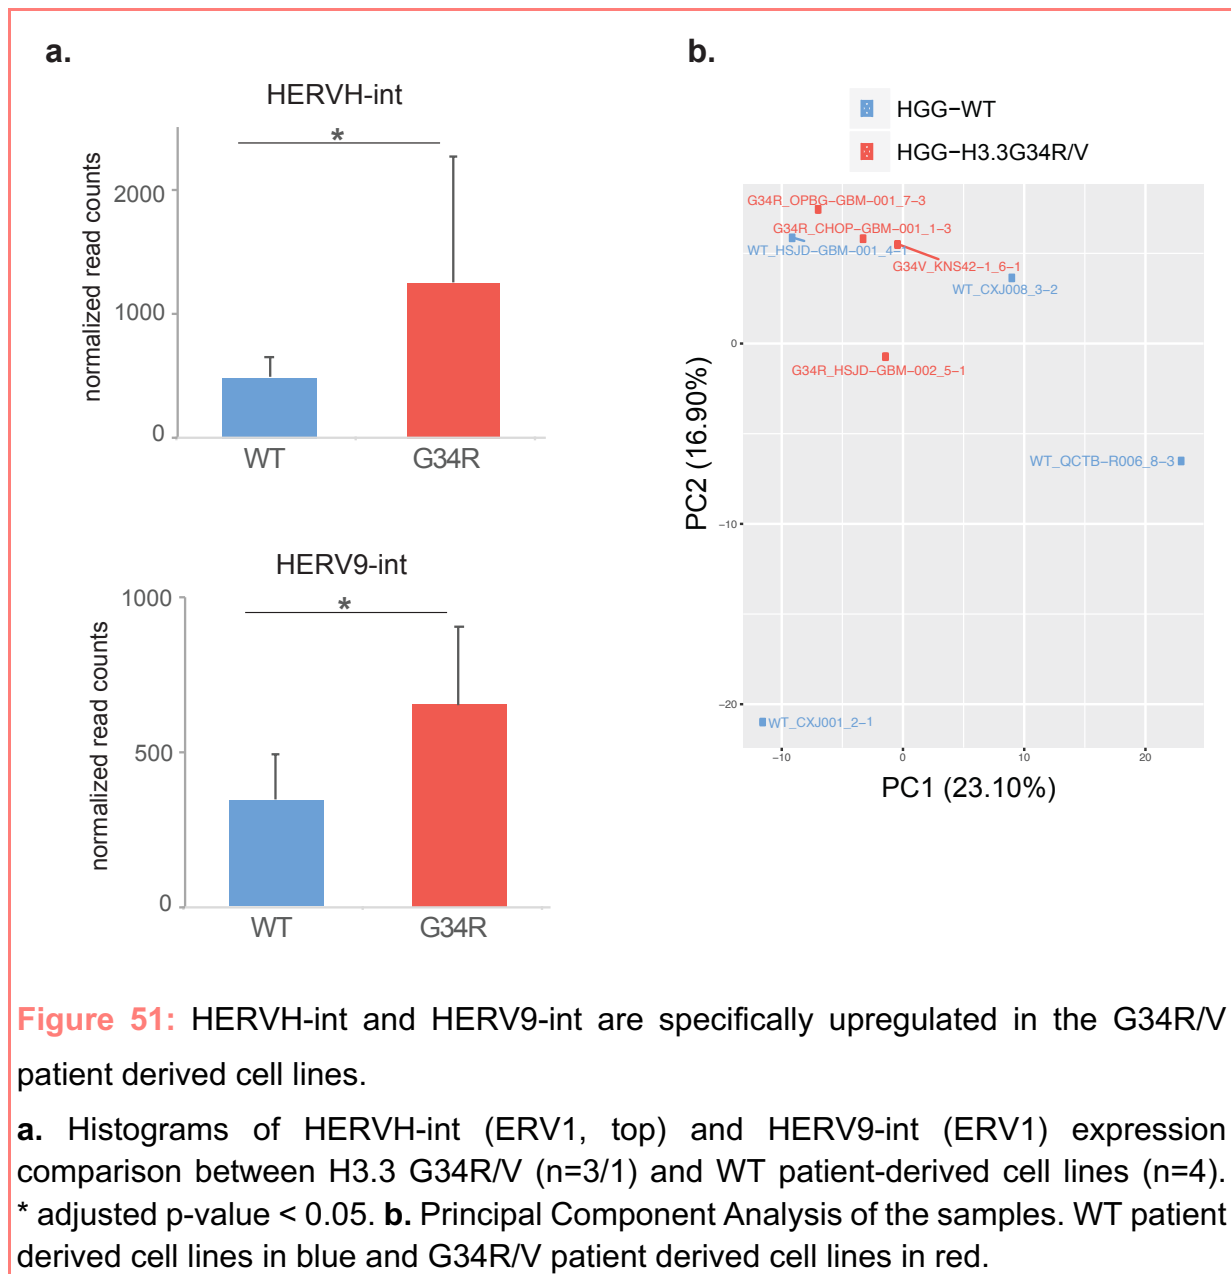 a.
HERVH-int
*
normalized read counts
2000
1000
0
WT
G34R
HERV9-int
*
normalized read counts
1000
500
0
WT
G34R
b.
HGG−WT
HGG−H3.3G34R/V
G34R_OPBG−GBM−001_7−3
G34R_CHOP−GBM−001_1−3
WT_HSJD−GBM−001_4−1
G34V_KNS42−1_6−1
WT_CXJ008_3−2
G34R_HSJD−GBM−002_5−1
WT_QCTB−R006_8−3
WT_CXJ001_2−1
PC2 (16.90%)
0
−10
−20
−10
0
10
20
PC1 (23.10%)
Figure 51: HERVH-int and HERV9-int are specifically upregulated in the G34R/V
patient derived cell lines.
a. Histograms of HERVH-int (ERV1, top) and HERV9-int (ERV1) expression
comparison between H3.3 G34R/V (n=3/1) and WT patient-derived cell lines (n=4).
* adjusted p-value < 0.05. b. Principal Component Analysis of the samples. WT patient
derived cell lines in blue and G34R/V patient derived cell lines in red.